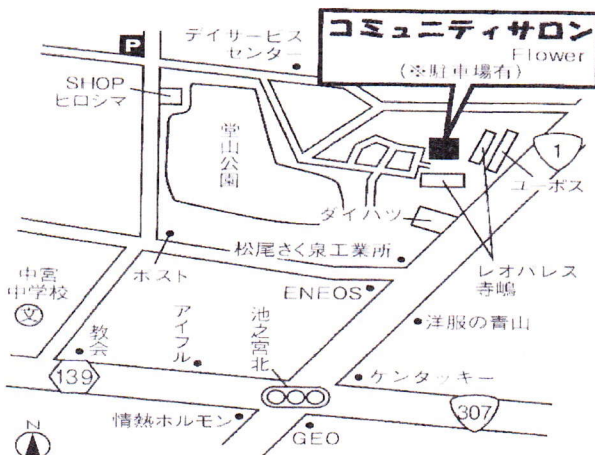 コミュニティサロン
Flower
(※駐車場有)
P
デイサービス
センター
SHOP
ヒロシマ
堂山公園
1
ユーポス
ダイハツ
レオパレス
寺嶋
松尾さく泉工業所
ポスト
中宮
中学校
文
ENEOS
洋服の青山
教会
アイフル
池之宮北
139
ケンタッキー
307
情熱ホルモン
GEO
N